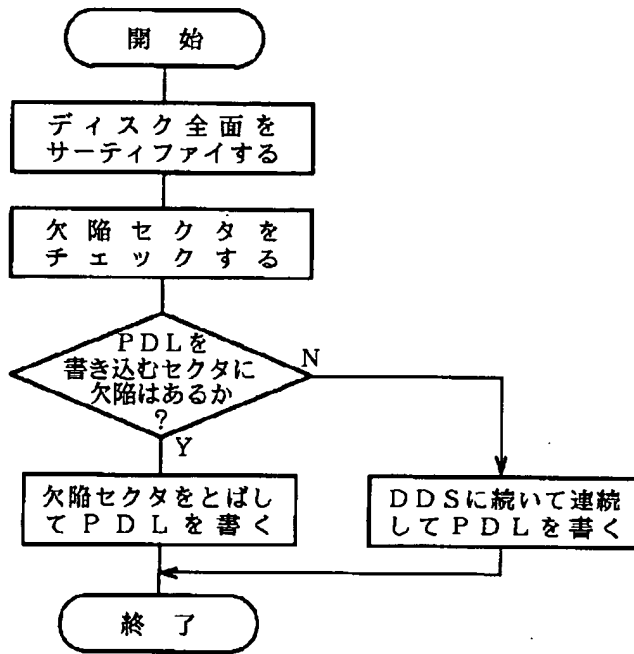 開始
ディスク全面を
サーティファイする
欠陥セクタを
チェックする
PDLを
書き込むセクタに
欠陥はあるか
?
N
Y
欠陥セクタをとばし
てPDLを書く
DDSに続いて連続
してPDLを書く
終了